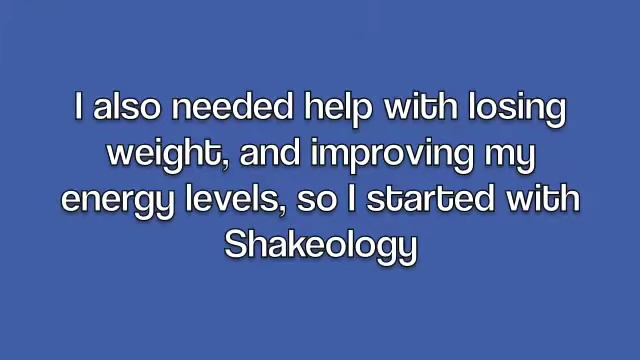 I also needed help with losing
weight, and improving my
energy levels, so I started with
Shakeology